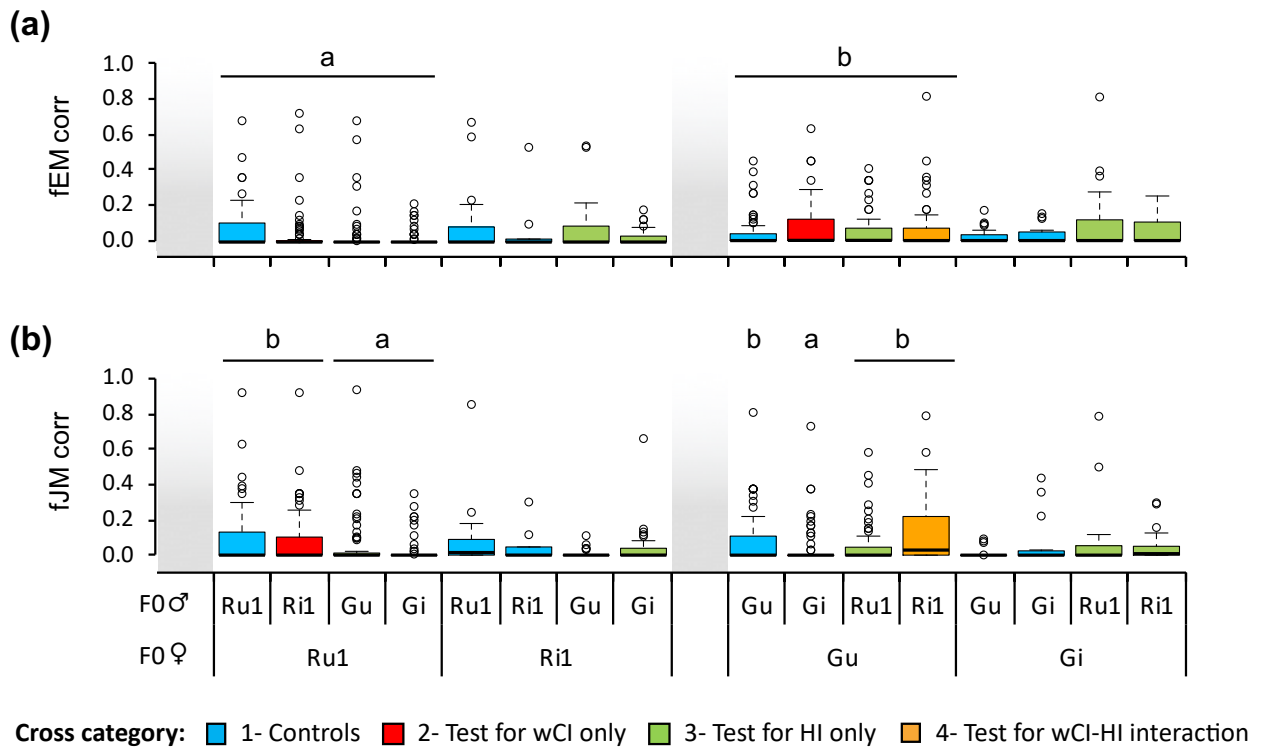 (a)
a
b
1.0
0.8
0.6
0.4
0.2
0.0
fEM corr
(b)
b
a
b
a
b
1.0
0.8
0.6
0.4
0.2
0.0
fJM corr
F0♂ Ru1 Ri1 Gu Gi Ru1 Ri1 Gu Gi Gu Gi Ru1 Ri1 Gu Gi Ru1 Ri1
F0♀ Ru1 Ri1 Gu Gi
Cross category: 1- Controls 2- Test for wCI only 3- Test for HI only 4- Test for wCI-HI interaction